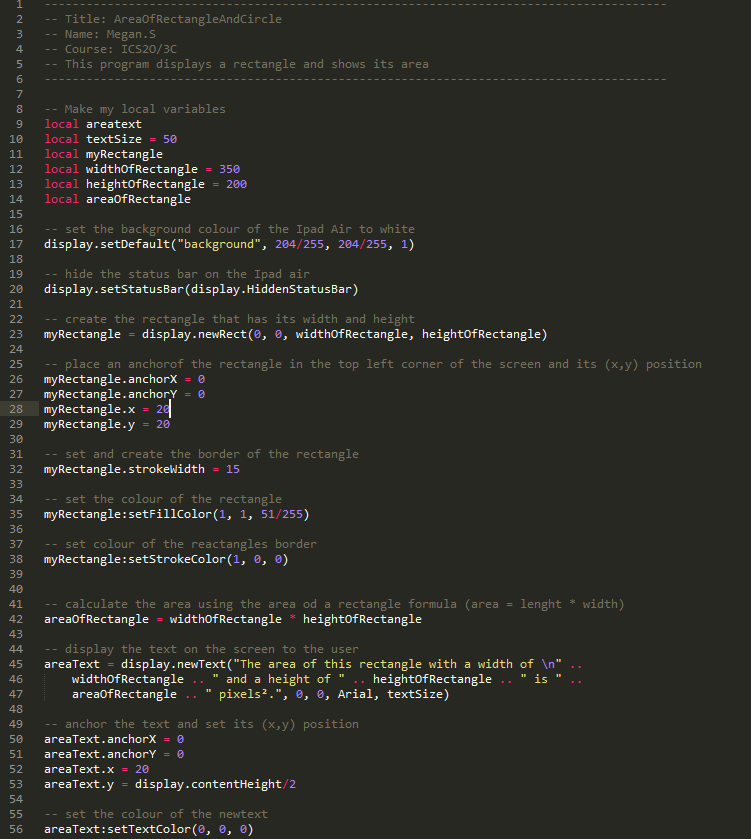 1 ------------------------------------------------------------------------------------------
2 -- Title: AreaOfRectangleAndCircle
3 -- Name: Megan.S
4 -- Course: ICS2O/3C
5 -- This program displays a rectangle and shows its area
6 ------------------------------------------------------------------------------------------
7
8 -- Make my local variables
9 local areatext
10 local textSize = 50
11 local myRectangle
12 local widthOfRectangle = 350
13 local heightOfRectangle = 200
14 local areaOfRectangle
15
16 -- set the background colour of the Ipad Air to white
17 display.setDefault("background", 204/255, 204/255, 1)
18
19 -- hide the status bar on the Ipad air
20 display.setStatusBar(display.HiddenStatusBar)
21
22 -- create the rectangle that has its width and height
23 myRectangle = display.newRect(0, 0, widthOfRectangle, heightOfRectangle)
24
25 -- place an anchorof the rectangle in the top left corner of the screen and its (x,y) position
26 myRectangle.anchorX = 0
27 myRectangle.anchorY = 0
28 myRectangle.x = 20
29 myRectangle.y = 20
30
31 -- set and create the border of the rectangle
32 myRectangle.strokeWidth = 15
33
34 -- set the colour of the rectangle
35 myRectangle:setFillColor(1, 1, 51/255)
36
37 -- set colour of the reactangles border
38 myRectangle:setStrokeColor(1, 0, 0)
39
40
41 -- calculate the area using the area od a rectangle formula (area = lenght * width)
42 areaOfRectangle = widthOfRectangle * heightOfRectangle
43
44 -- display the text on the screen to the user
45 areaText = display.newText("The area of this rectangle with a width of \n" ..
46 widthOfRectangle .. " and a height of " .. heightOfRectangle .. " is " ..
47 areaOfRectangle .. " pixels².", 0, 0, Arial, textSize)
48
49 -- anchor the text and set its (x,y) position
50 areaText.anchorX = 0
51 areaText.anchorY = 0
52 areaText.x = 20
53 areaText.y = display.contentHeight/2
54
55 -- set the colour of the newtext
56 areaText:setTextColor(0, 0, 0)